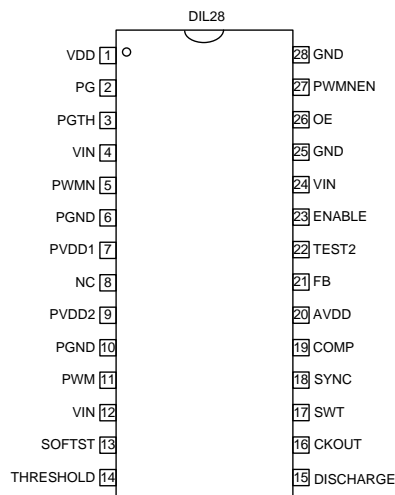 DIL28
VDD 1 28 GND
PG 2 27 PWMNEN
PGTH 3 26 OE
VIN 4 25 GND
PWMN 5 24 VIN
PGND 6 23 ENABLE
PVDD1 7 22 TEST2
NC 8 21 FB
PVDD2 9 20 AVDD
PGND 10 19 COMP
PWM 11 18 SYNC
VIN 12 17 SWT
SOFTST 13 16 CKOUT
THRESHOLD 14 15 DISCHARGE